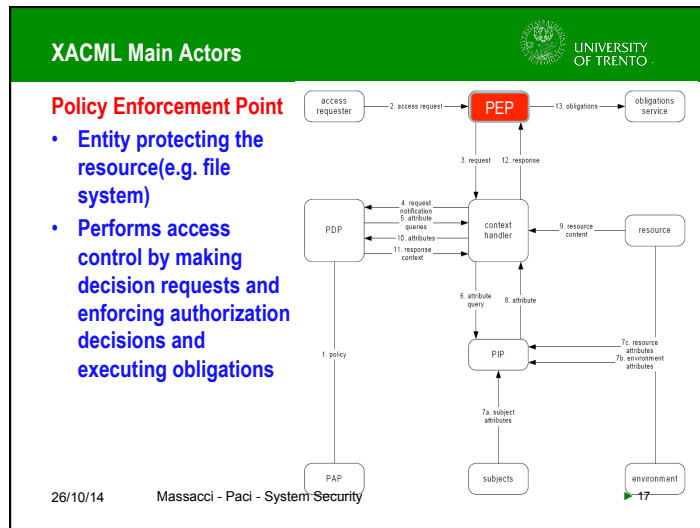 XACML Main Actors
UNIVERSITY
OF TRENTO
Policy Enforcement Point
• Entity protecting the
resource(e.g. file
system)
• Performs access
control by making
decision requests and
enforcing authorization
decisions and
executing obligations
access
requester
2. access request
PEP
13. obligations
obligations
service
3. request
12. response
PDP
4. request
notification
5. attribute
queries
10. attributes
11. response
context
context
handler
9. resource
content
resource
6. attribute
query
8. attribute
1. policy
PIP
7c. resource
attributes
7b. environment
attributes
7a. subject
attributes
PAP
subjects
environment
26/10/14
Massacci - Paci - System Security
17